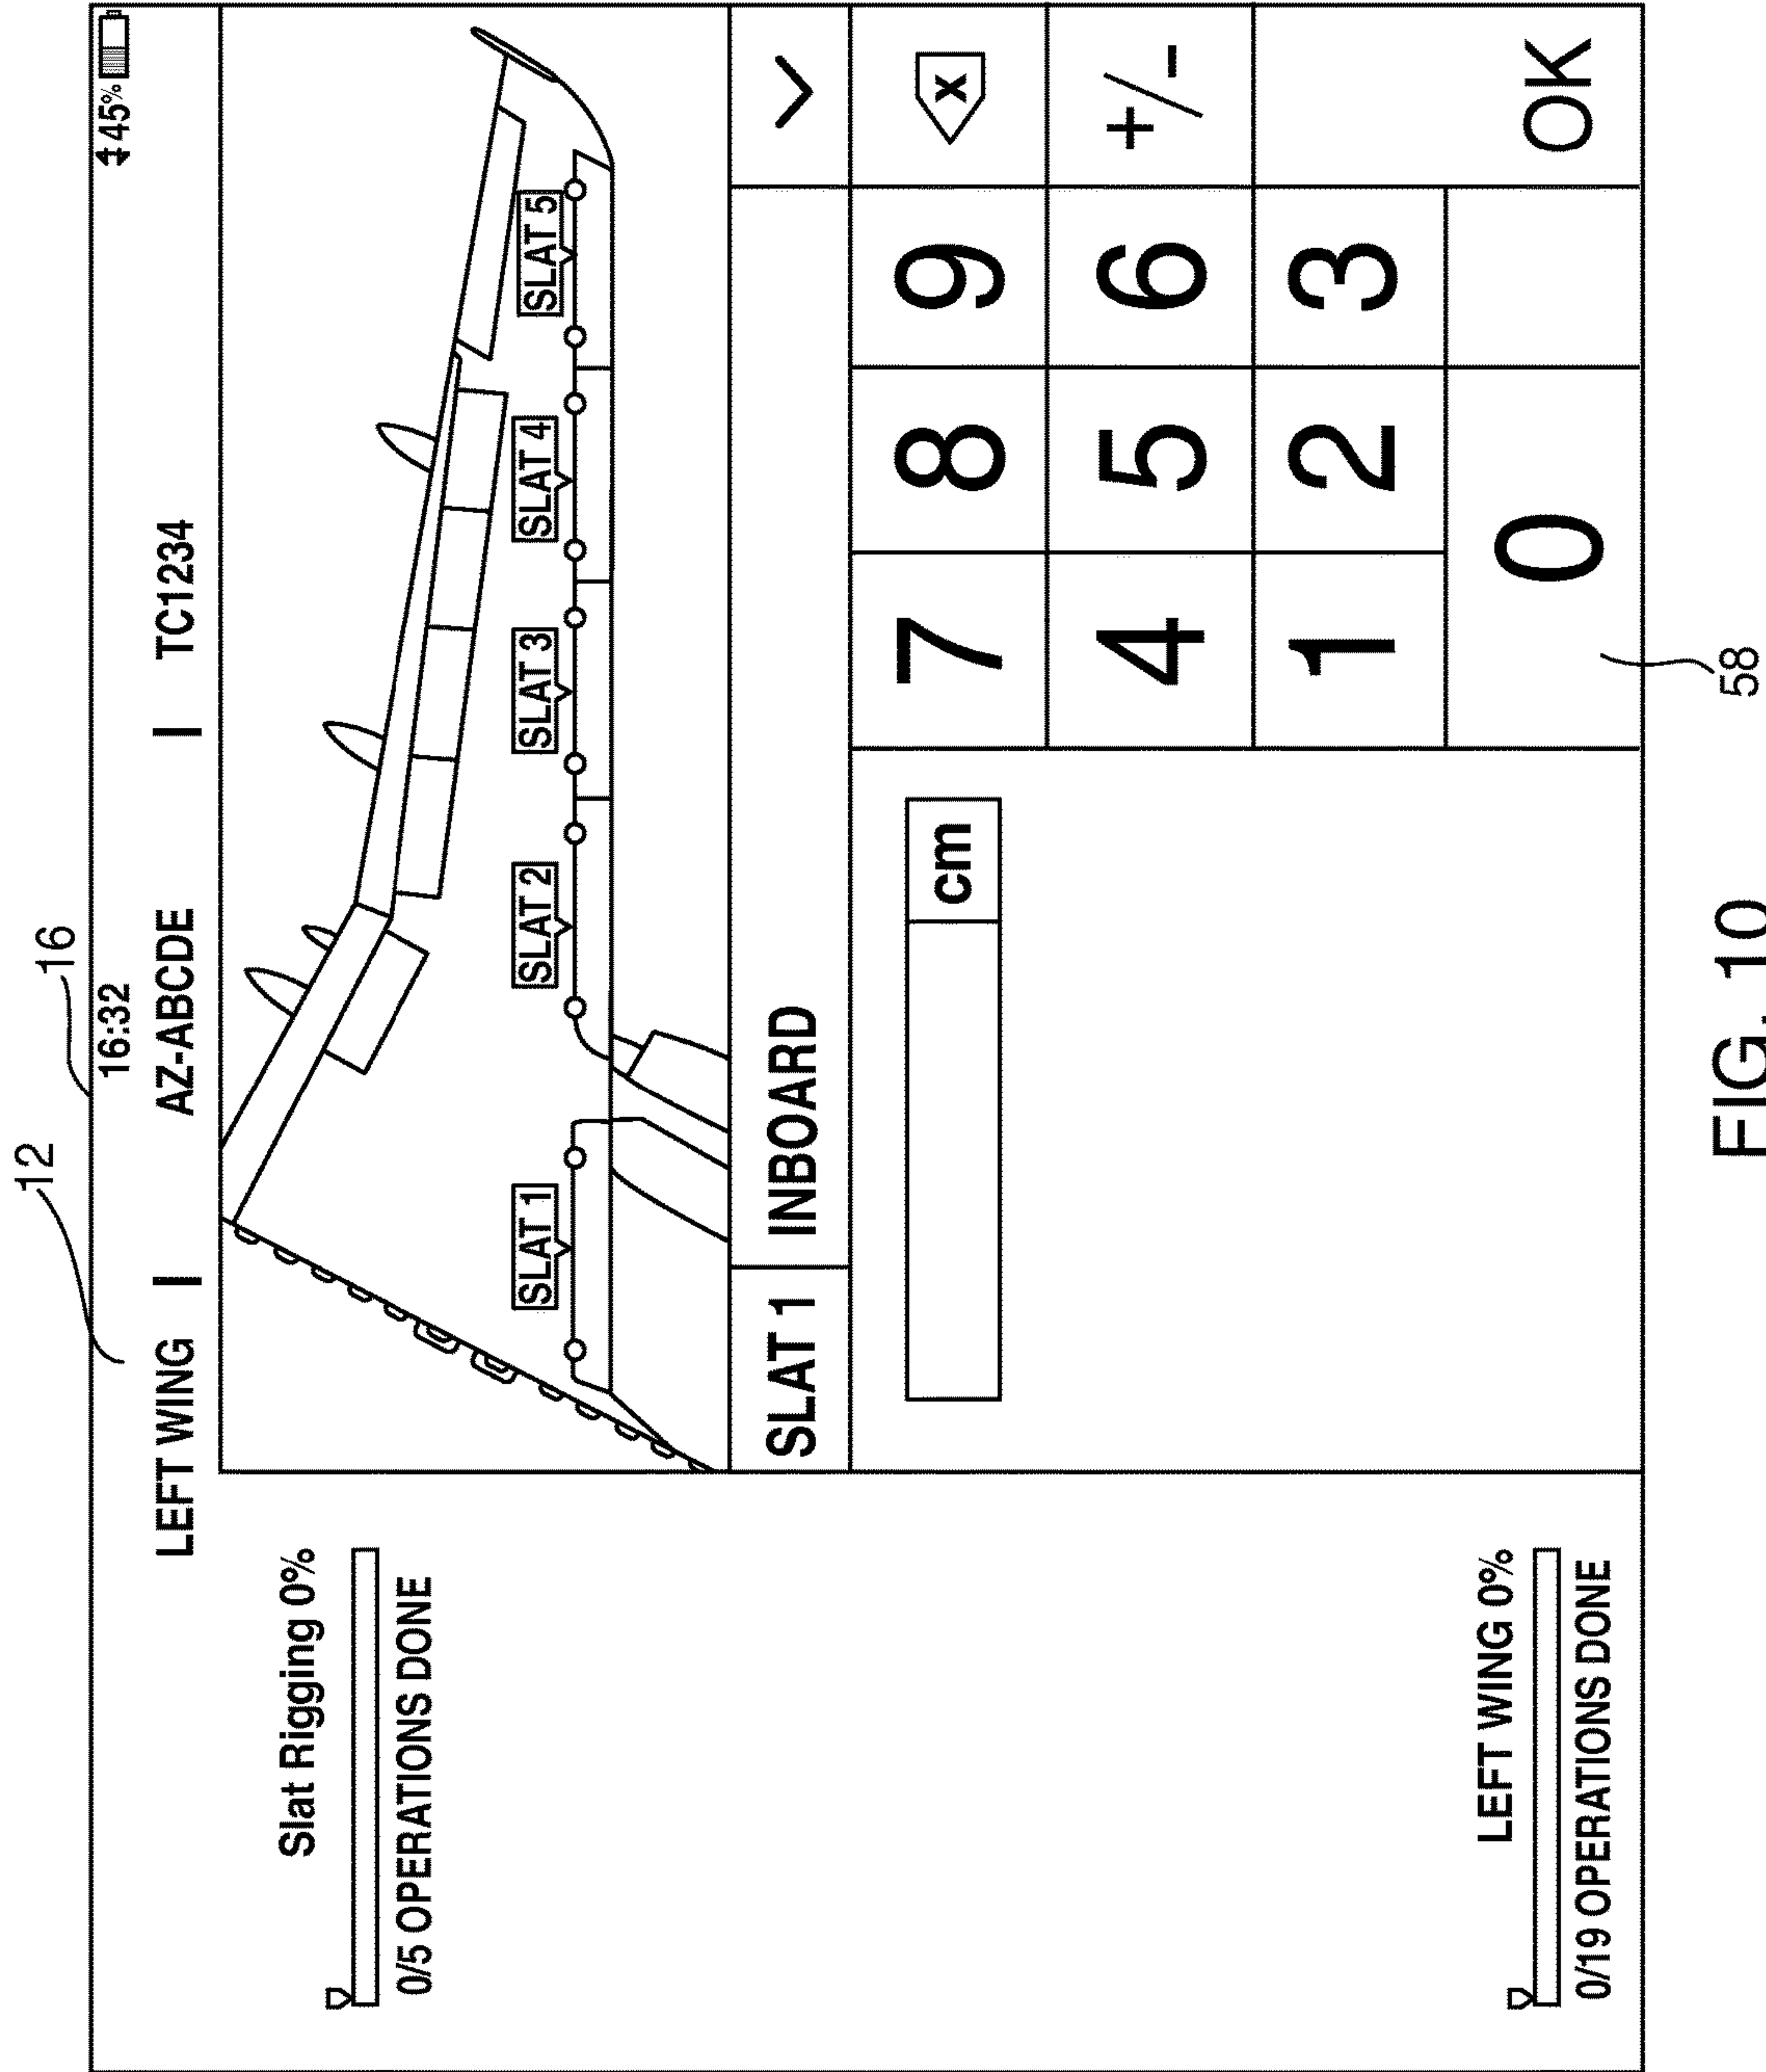 12
16
16:32
45%
LEFT WING | AZ-ABCDE | TC1234
Slat Rigging 0%
0/5 OPERATIONS DONE
SLAT 1
SLAT 2
SLAT 3
SLAT 4
SLAT 5
SLAT 1 INBOARD
cm
7 8 9 x
4 5 6 +/-
1 2 3
0 OK
LEFT WING 0%
0/19 OPERATIONS DONE
58
FIG. 10